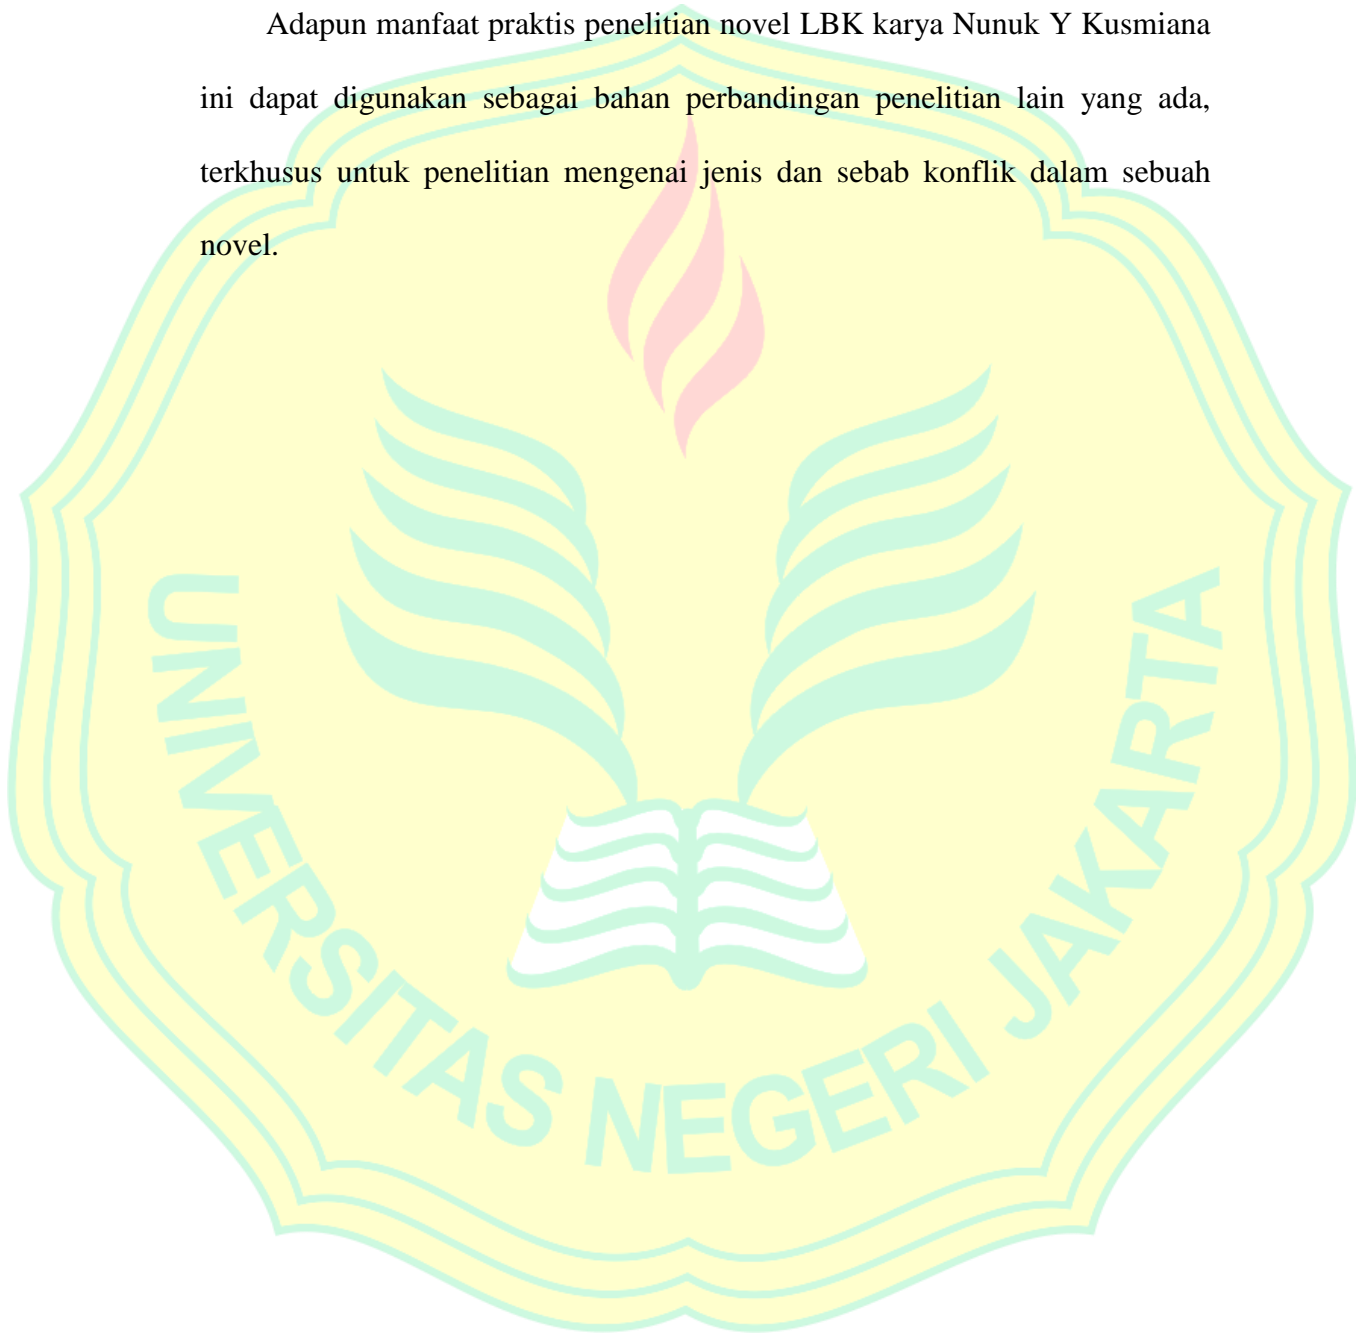 Adapun manfaat praktis penelitian novel LBK karya Nunuk Y Kusmiana
ini dapat digunakan sebagai bahan perbandingan penelitian lain yang ada,
terkhusus untuk penelitian mengenai jenis dan sebab konflik dalam sebuah
novel.
UNIVERSITAS NEGERI JAKARTA